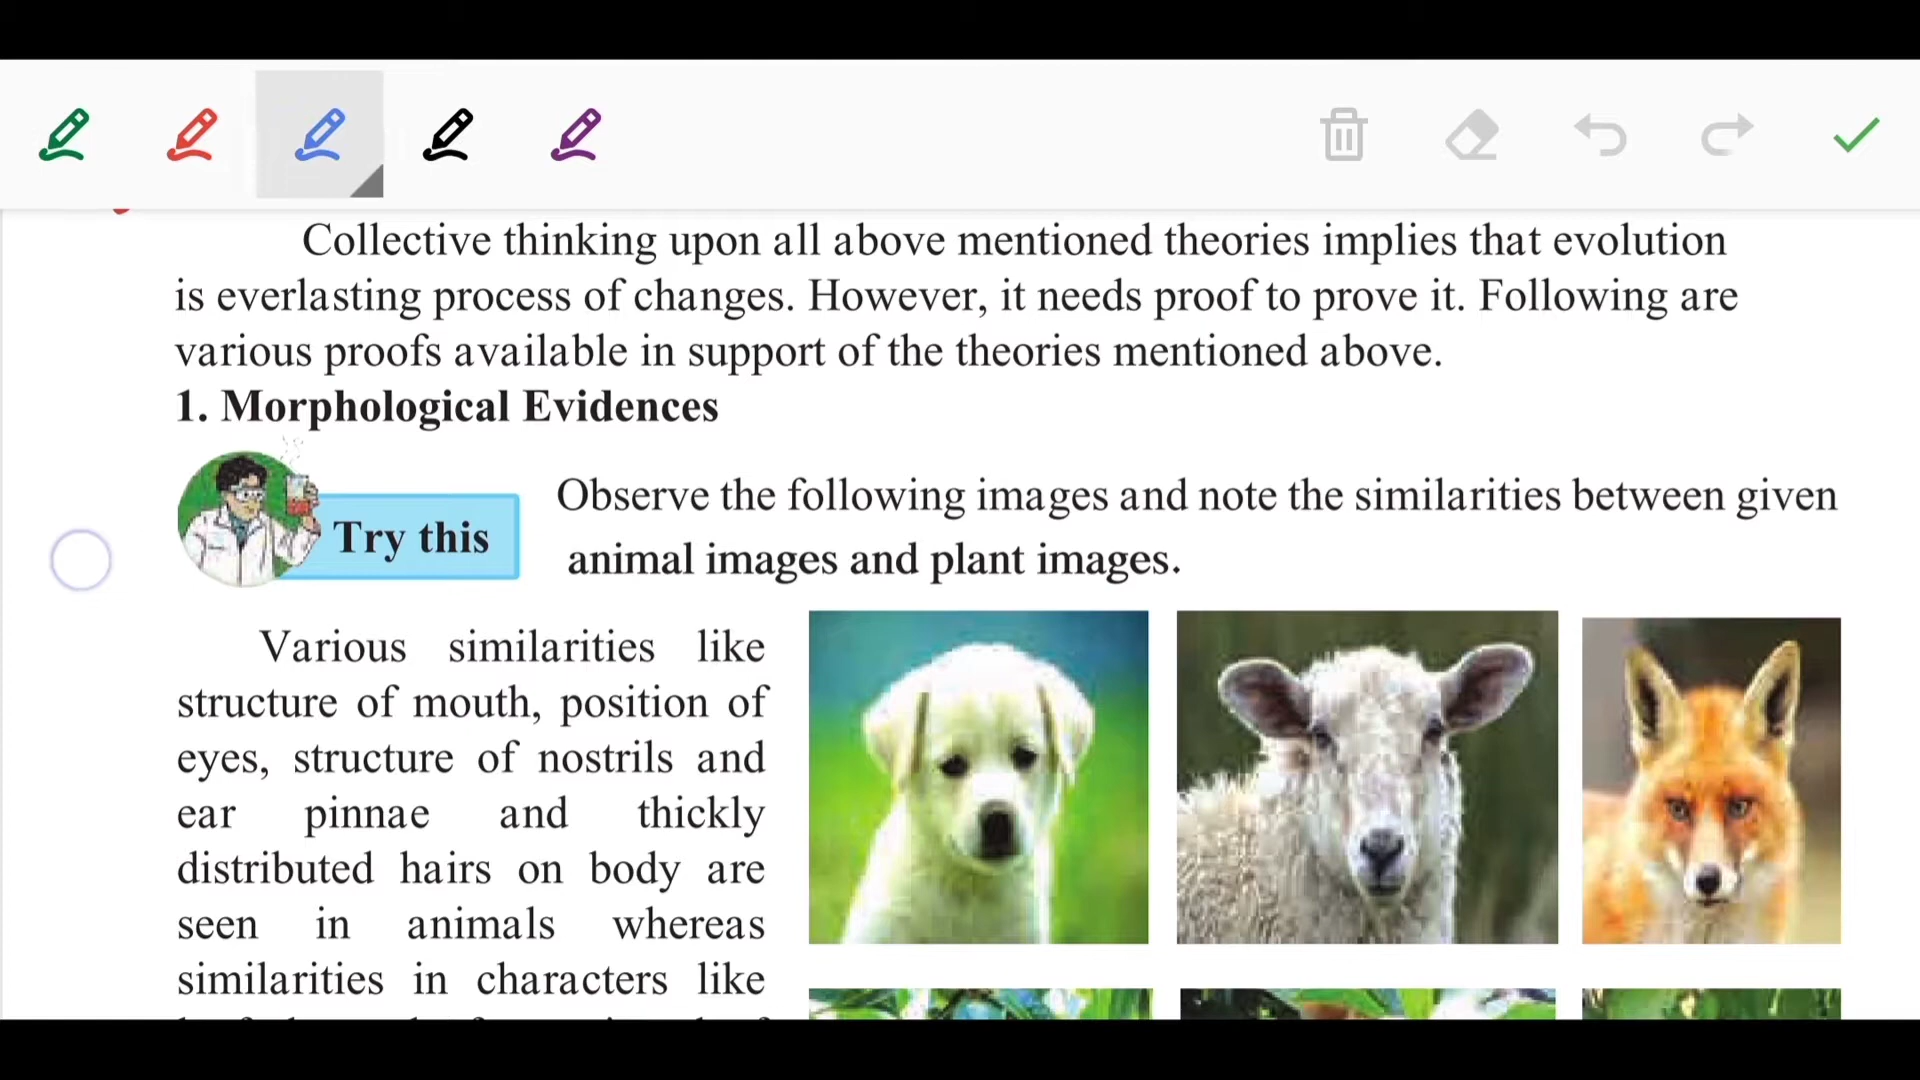 Collective thinking upon all above mentioned theories implies that evolution
is everlasting process of changes. However, it needs proof to prove it. Following are
various proofs available in support of the theories mentioned above.
1. Morphological Evidences
Try this
Observe the following images and note the similarities between given
animal images and plant images.
Various similarities like
structure of mouth, position of
eyes, structure of nostrils and
ear pinnae and thickly
distributed hairs on body are
seen in animals whereas
similarities in characters like